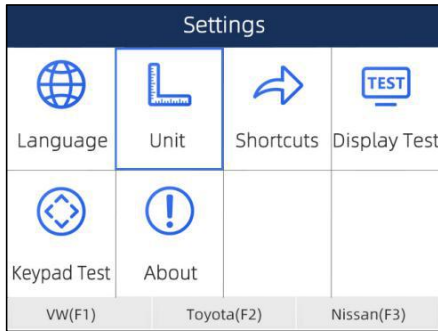 Settings
Language Unit Shortcuts TEST Display Test
Keypad Test About
VW(F1) Toyota(F2) Nissan(F3)